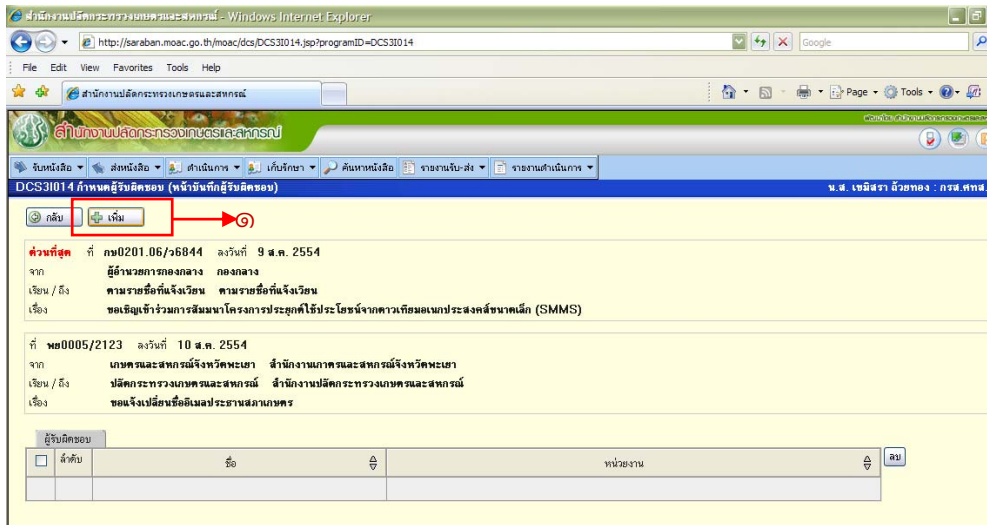 สำนักงานปลัดกระทรวงเกษตรและสหกรณ์ - Windows Internet Explorer
http://saraban.moac.go.th/moac/dcs/DCS3I014.jsp?programID=DCS3I014
Google
File Edit View Favorites Tools Help
สำนักงานปลัดกระทรวงเกษตรและสหกรณ์
Page Tools
สำนักงานปลัดกระทรวงเกษตรและสหกรณ์
รับหนังสือ ส่งหนังสือ ดำเนินการ เก็บรักษา ค้นหาหนังสือ รายงานรับ-ส่ง รายงานดำเนินการ
DCS3I014 กำหนดผู้รับผิดชอบ (หน้าบันทึกผู้รับผิดชอบ) น.ส. เขมิสรา ถ้วยทอง : กรส.ศทส.
กลับ เพิ่ม ๑
ด่วนที่สุด ที่ กษ0201.06/ว6844 ลงวันที่ 9 ส.ค. 2554
จาก ผู้อำนวยการกองกลาง กองกลาง
เรียน / ถึง ตามรายชื่อที่แจ้งเวียน ตามรายชื่อที่แจ้งเวียน
เรื่อง ขอเชิญเข้าร่วมการสัมมนาโครงการประยุกต์ใช้ประโยชน์จากดาวเทียมอเนกประสงค์ขนาดเล็ก (SMMS)
ที่ พย0005/2123 ลงวันที่ 10 ส.ค. 2554
จาก เกษตรและสหกรณ์จังหวัดพะเยา สำนักงานเกาตรและสหกรณ์จังหวัดพะเยา
เรียน / ถึง ปลัดกระทรวงเกษตรและสหกรณ์ สำนักงานปลัดกระทรวงเกษตรและสหกรณ์
เรื่อง ขอแจ้งเปลี่ยนชื่ออีเมลประธานสภาเกษตร
ผู้รับผิดชอบ
ลำดับ ชื่อ หน่วยงาน ลบ